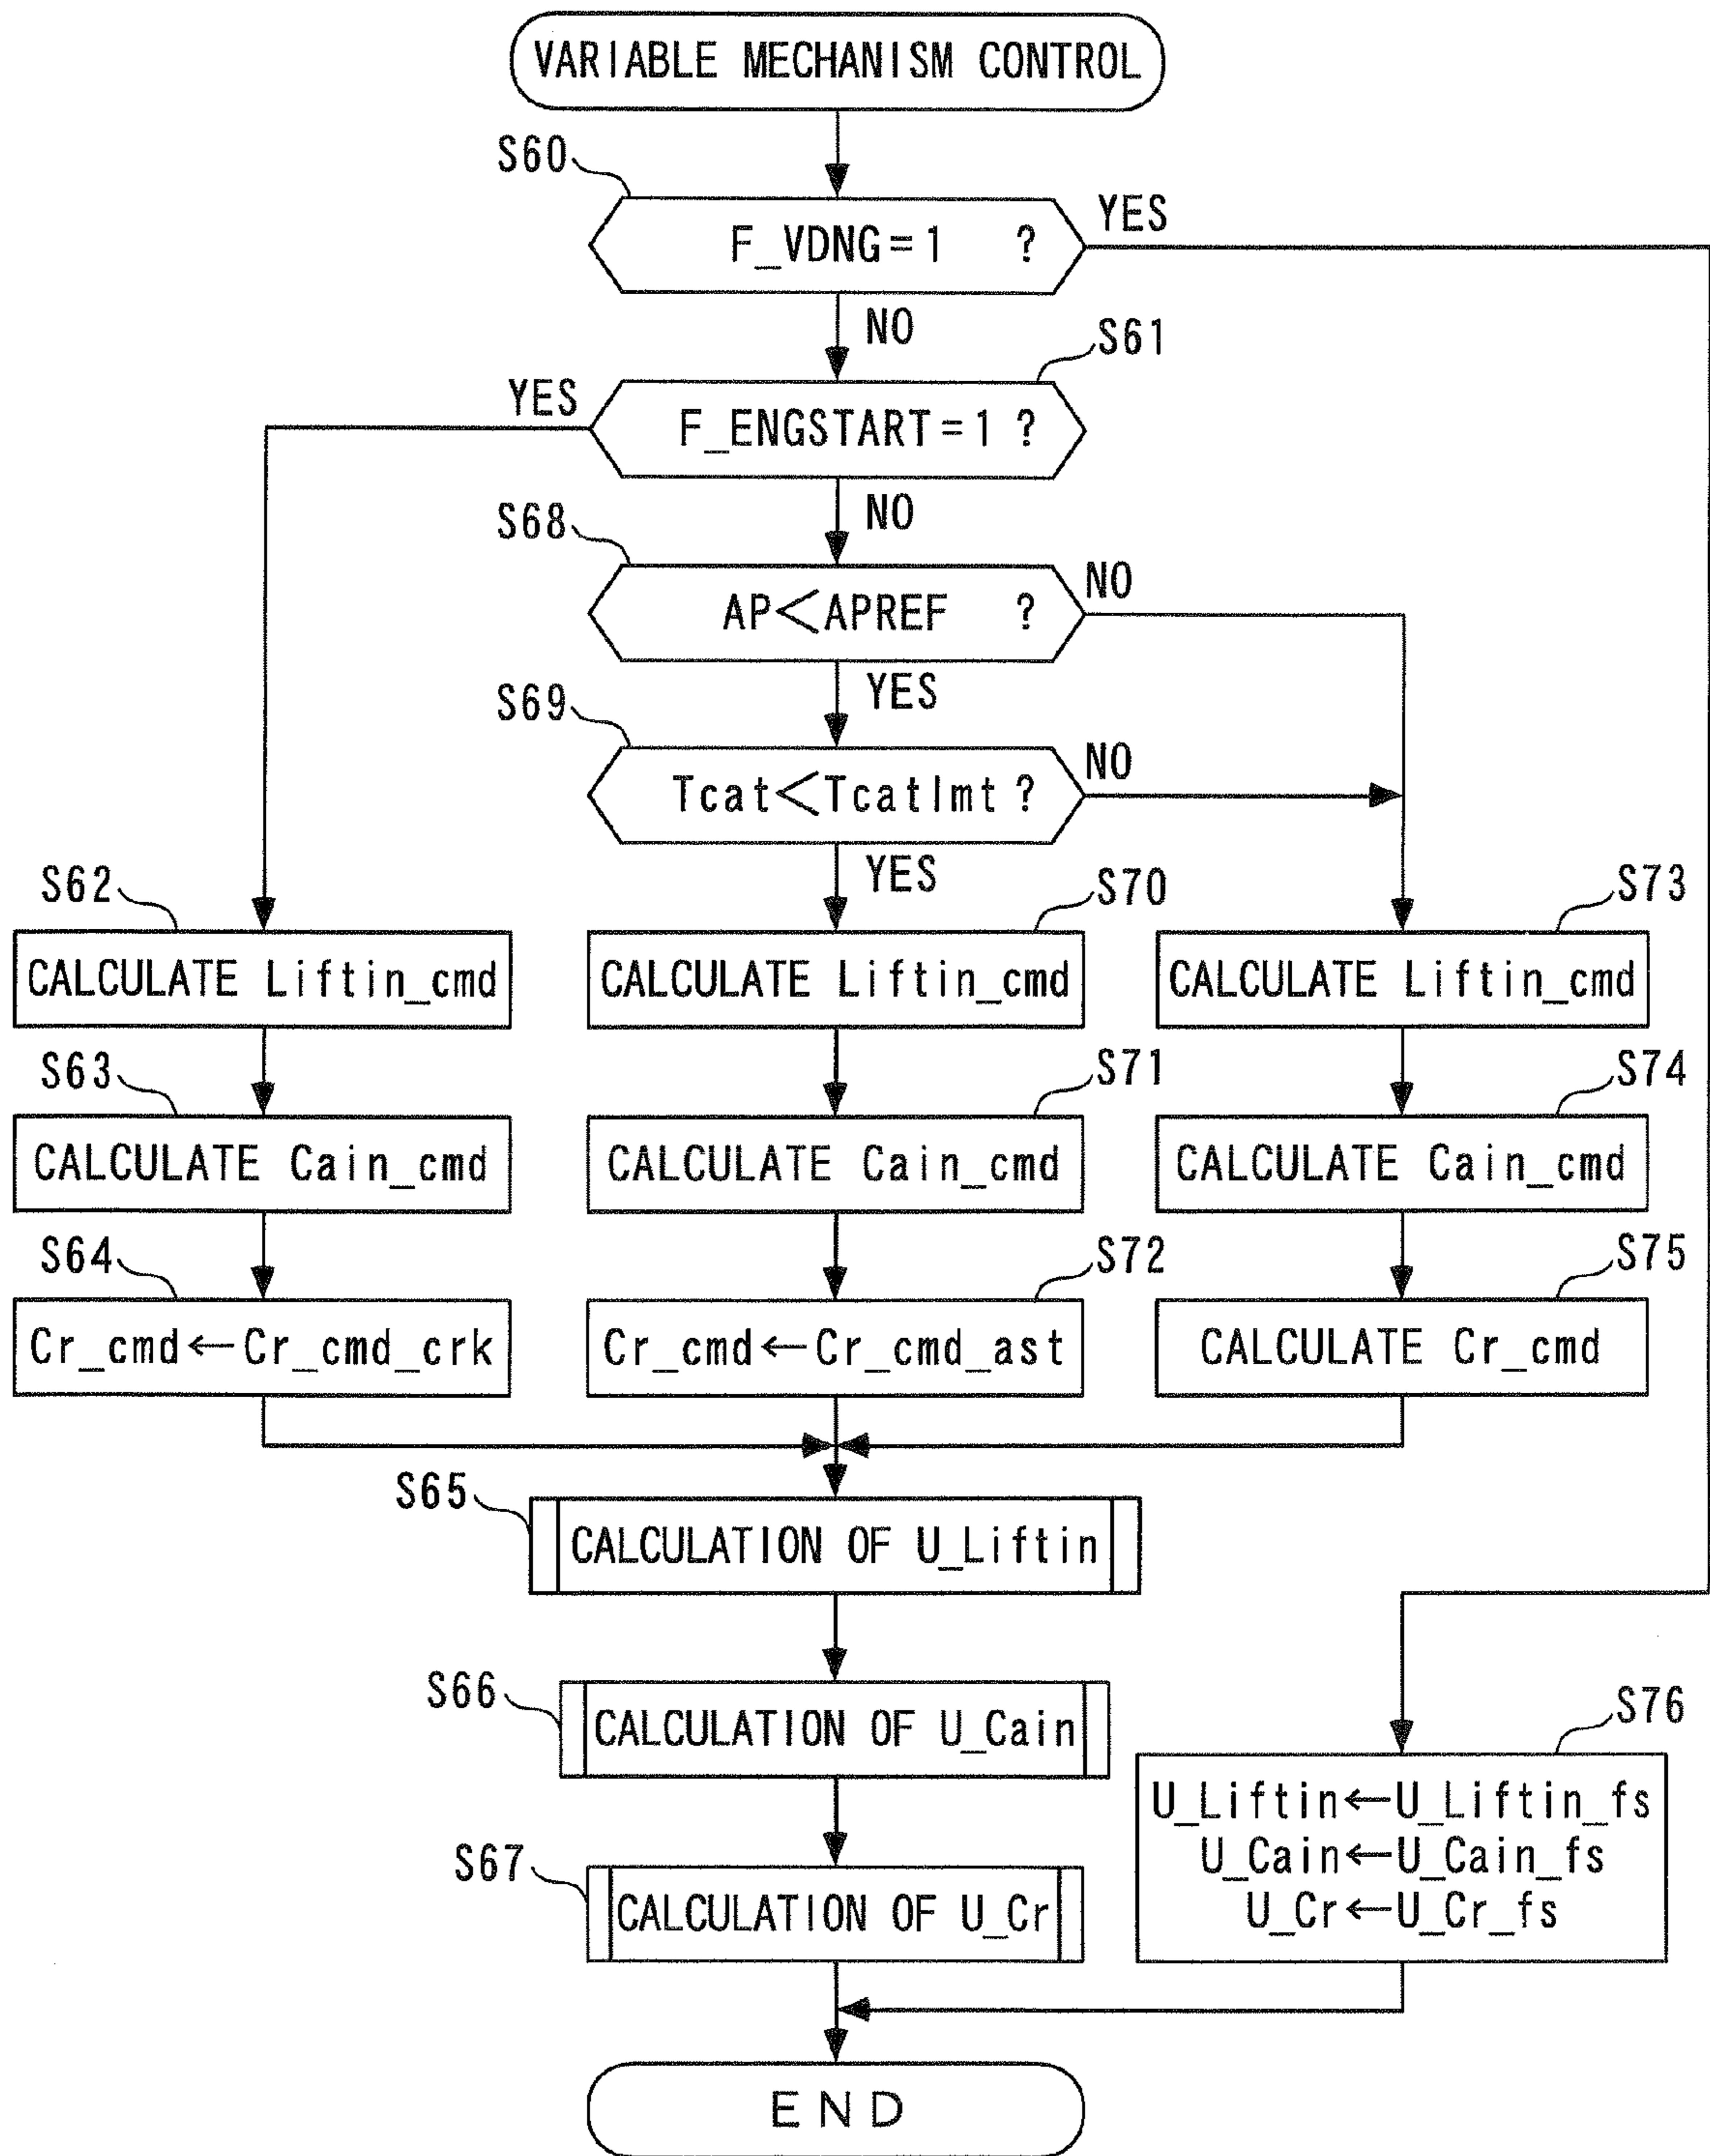 VARIABLE MECHANISM CONTROL
S60
F_VDNG=1 ?
YES
NO
S61
YES
F_ENGSTART=1 ?
NO
S68
AP<APREF ?
NO
YES
S69
Tcat<Tcatlmt ?
NO
YES
S62
S70
S73
CALCULATE Liftin_cmd
CALCULATE Liftin_cmd
CALCULATE Liftin_cmd
S63
S71
S74
CALCULATE Cain_cmd
CALCULATE Cain_cmd
CALCULATE Cain_cmd
S64
S72
S75
Cr_cmd←Cr_cmd_crk
Cr_cmd←Cr_cmd_ast
CALCULATE Cr_cmd
S65
CALCULATION OF U_Liftin
S66
CALCULATION OF U_Cain
S76
U_Liftin←U_Liftin_fs
U_Cain←U_Cain_fs
U_Cr←U_Cr_fs
S67
CALCULATION OF U_Cr
END